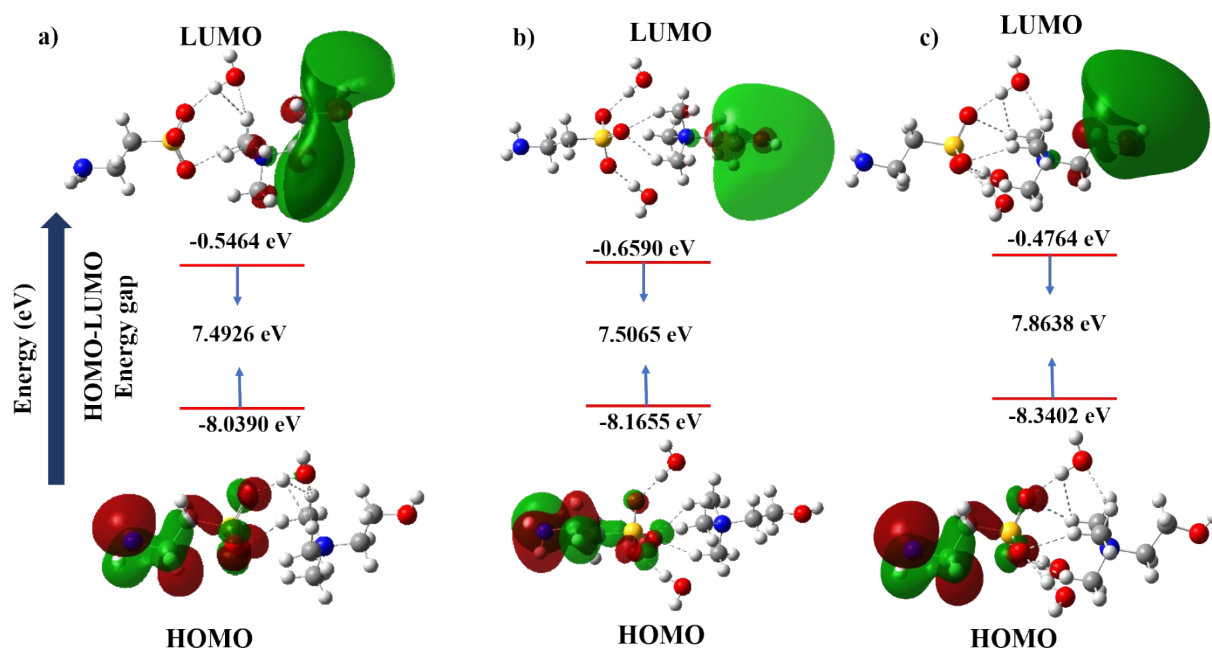 a)
LUMO
-0.5464 eV
7.4926 eV
-8.0390 eV
HOMO
b)
LUMO
-0.6590 eV
7.5065 eV
-8.1655 eV
HOMO
c)
LUMO
-0.4764 eV
7.8638 eV
-8.3402 eV
HOMO
Energy (eV)
HOMO-LUMO
Energy gap